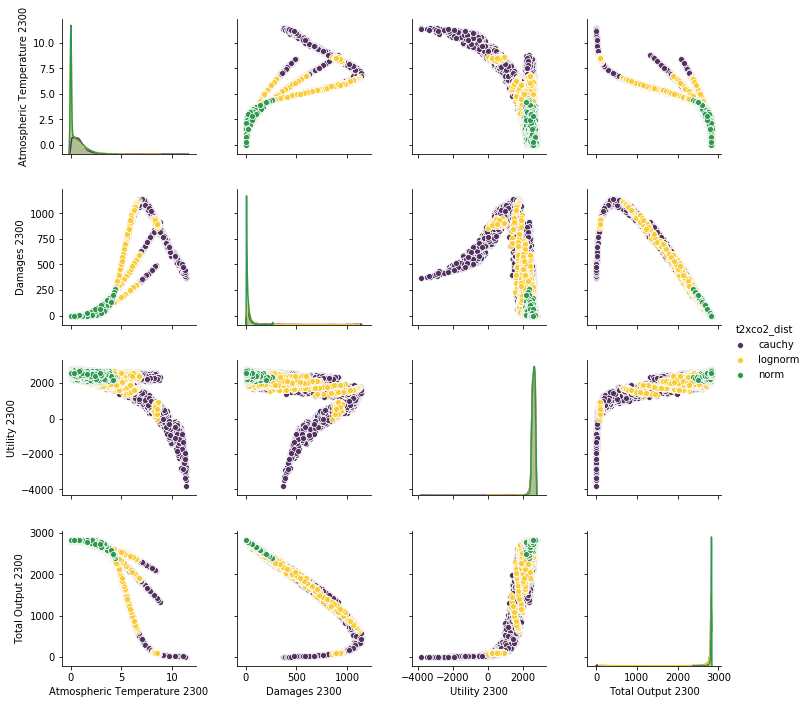 Atmospheric Temperature 2300
10.0
7.5
5.0
2.5
0.0
Damages 2300
1000
750
500
250
0
t2xco2_dist
cauchy
lognorm
norm
Utility 2300
2000
0
−2000
−4000
Total Output 2300
3000
2000
1000
0
0 5 10
0 500 1000
−4000 −2000 0 2000
0 1000 2000 3000
Atmospheric Temperature 2300
Damages 2300
Utility 2300
Total Output 2300